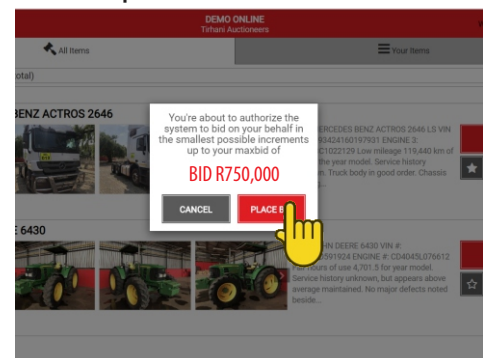 DEMO ONLINE
Tirhani Auctioneers
All Items
Your Items
otal)
BENZ ACTROS 2646
You're about to authorize the
system to bid on your behalf in
the smallest possible increments
up to your maxbid of
BID R750,000
CANCEL
PLACE B
ERCEDES BENZ ACTROS 2646 LS VIN
93424160197931 ENGINE 3:
C1022129 Low mileage 119,440 km of
the year model. Service history
n. Truck body in good order. Chassis
E 6430
HN DEERE 6430 VIN #:
3591924 ENGINE #: CD4045L076612
hours of use 4,701.5 for year model.
Service history unknown, but appears above
average maintained. No major defects noted
beside...